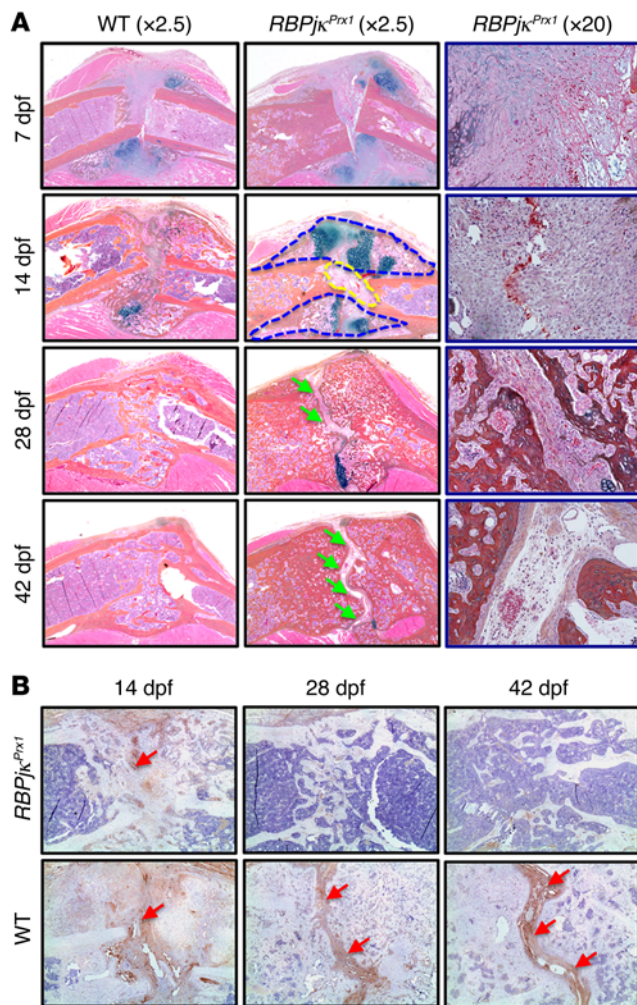 A
WT (×2.5) RBPjκPrx1 (×2.5) RBPjκPrx1 (×20)
7 dpf
14 dpf
28 dpf
42 dpf
B
14 dpf 28 dpf 42 dpf
RBPjκPrx1
WT